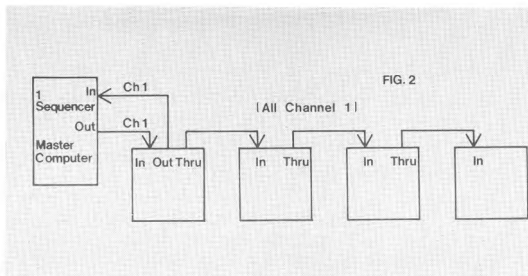 FIG. 2
1 In
Sequencer
Out
Master
Computer
Ch 1
Ch 1
[All Channel 1]
In Out Thru
In Thru
In Thru
In